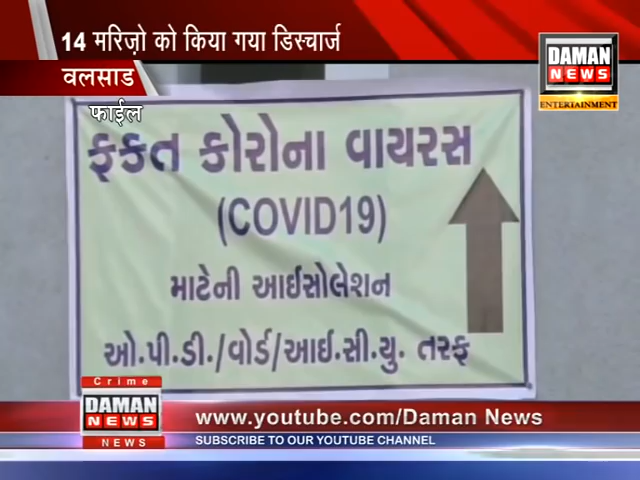 14 मरिज़ो को किया गया डिस्चार्ज
वलसाड
फाईल
DAMAN
NEWS
ENTERTAINMENT
ફકત કોરોના વાયરસ
(COVID19)
માટેની આઈસોલેશન
ઓ.પી.ડી./વોર્ડ/આઈ.સી.યુ. તરફ
Crime
DAMAN
NEWS
NEWS
www.youtube.com/Daman News
SUBSCRIBE TO OUR YOUTUBE CHANNEL